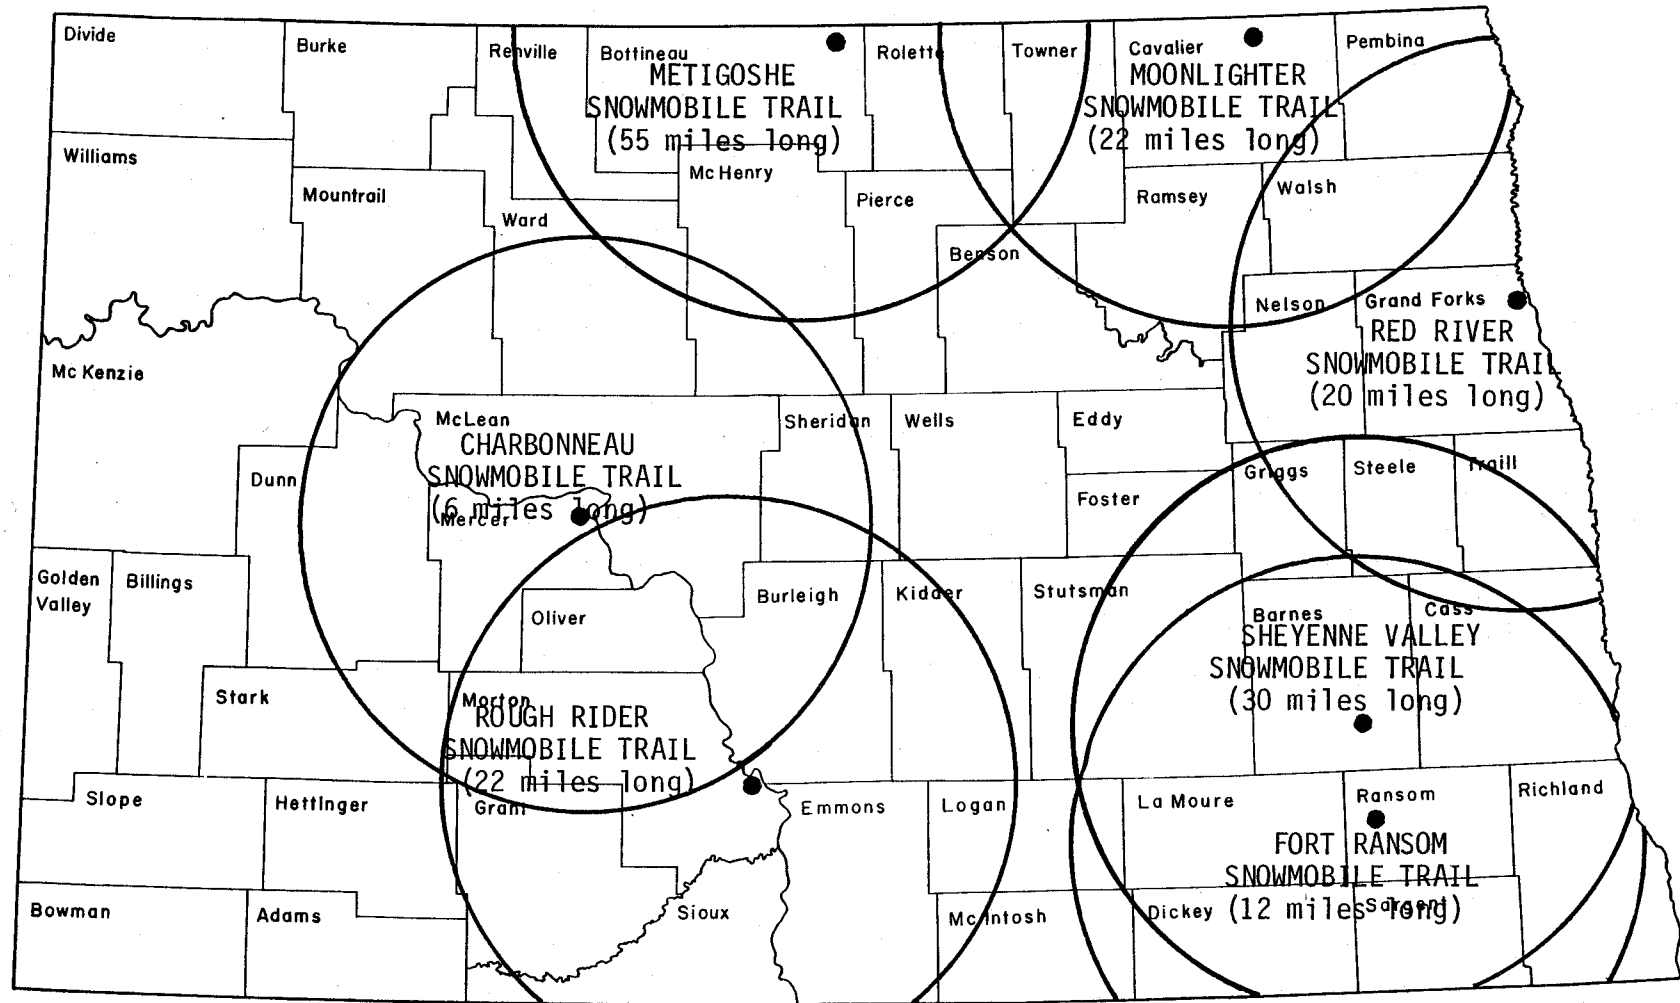 Divide
Burke
Renville
Bottineau
Rolette
Towner
Cavalier
Pembina
METIGOSHE
SNOWMOBILE TRAIL
(55 miles long)
MOONLIGHTER
SNOWMOBILE TRAIL
(22 miles long)
Williams
Mountrail
Ward
McHenry
Pierce
Benson
Ramsey
Walsh
Nelson
Grand Forks
RED RIVER
SNOWMOBILE TRAIL
(20 miles long)
Mc Kenzie
McLean
CHARBONNEAU
SNOWMOBILE TRAIL
(6 miles long)
Sheridan
Wells
Eddy
Dunn
Mercer
Foster
Griggs
Steele
Traill
Golden
Valley
Billings
Oliver
Burleigh
Kidder
Stutsman
Barnes
Cass
SHEYENNE VALLEY
SNOWMOBILE TRAIL
(30 miles long)
Stark
Morton
ROUGH RIDER
SNOWMOBILE TRAIL
(22 miles long)
Slope
Hettinger
Grant
Emmons
Logan
La Moure
Ransom
Richland
FORT RANSOM
SNOWMOBILE TRAIL
(12 miles long)
Bowman
Adams
Sioux
McIntosh
Dickey
Sargent